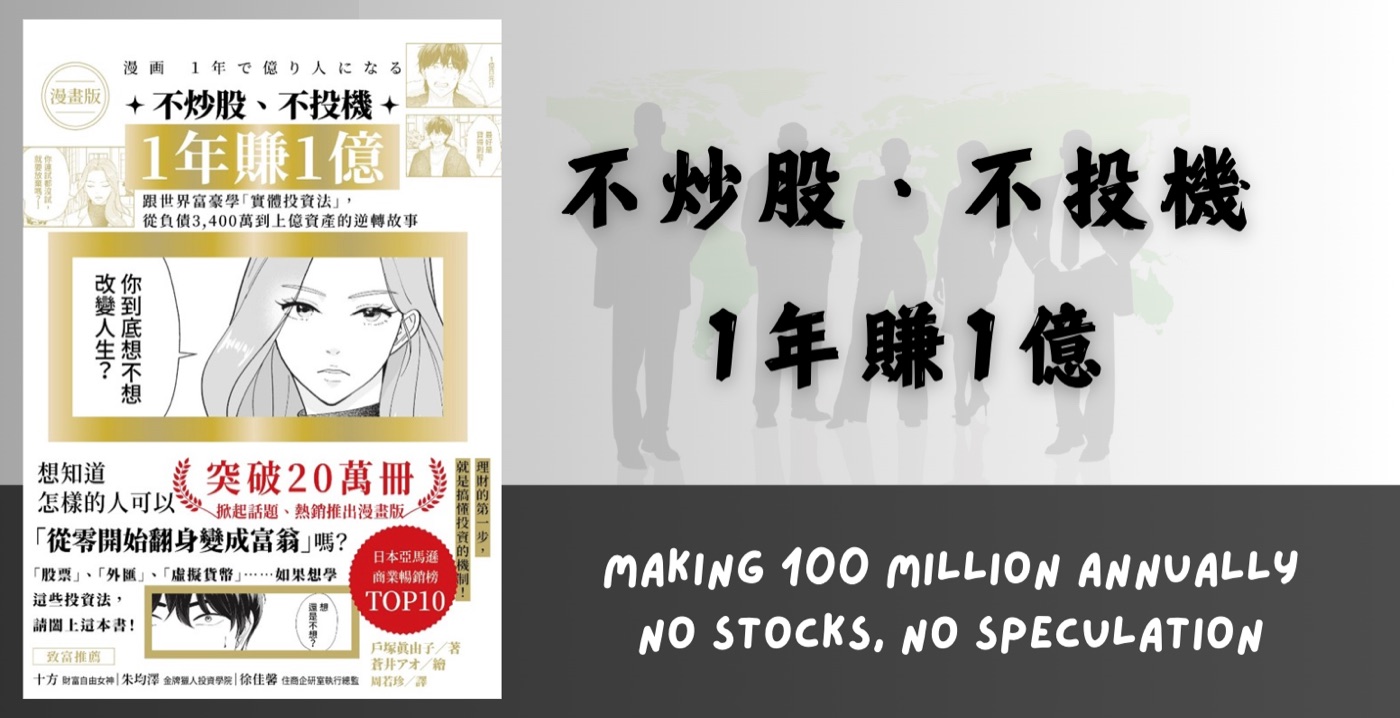 漫画 1年で億り人になる
漫畫版
不炒股、不投機
1年賺1億
跟世界富豪學「實體投資法」，
從負債3,400萬到上億資產的逆轉故事
你到底想不想
改變人生？
想知道
怎樣的人可以
突破20萬冊
掀起話題、熱銷推出漫畫版
「從零開始翻身變成富翁」嗎？
理財的第一步，
就是搞懂投資的機制！
「股票」、「外匯」、「虛擬貨幣」……如果想學
這些投資法，
請闔上這本書！
日本亞馬遜
商業暢銷榜
TOP10
想
還是不想？
戶塚真由子／著
蒼井アオ／繪
周若珍／譯
致富推薦
十方 財富自由女神｜朱均澤 金牌獵人投資學院｜徐佳馨 住商企研室執行總監
不炒股、不投機
1年賺1億
MAKING 100 MILLION ANNUALLY
NO STOCKS, NO SPECULATION